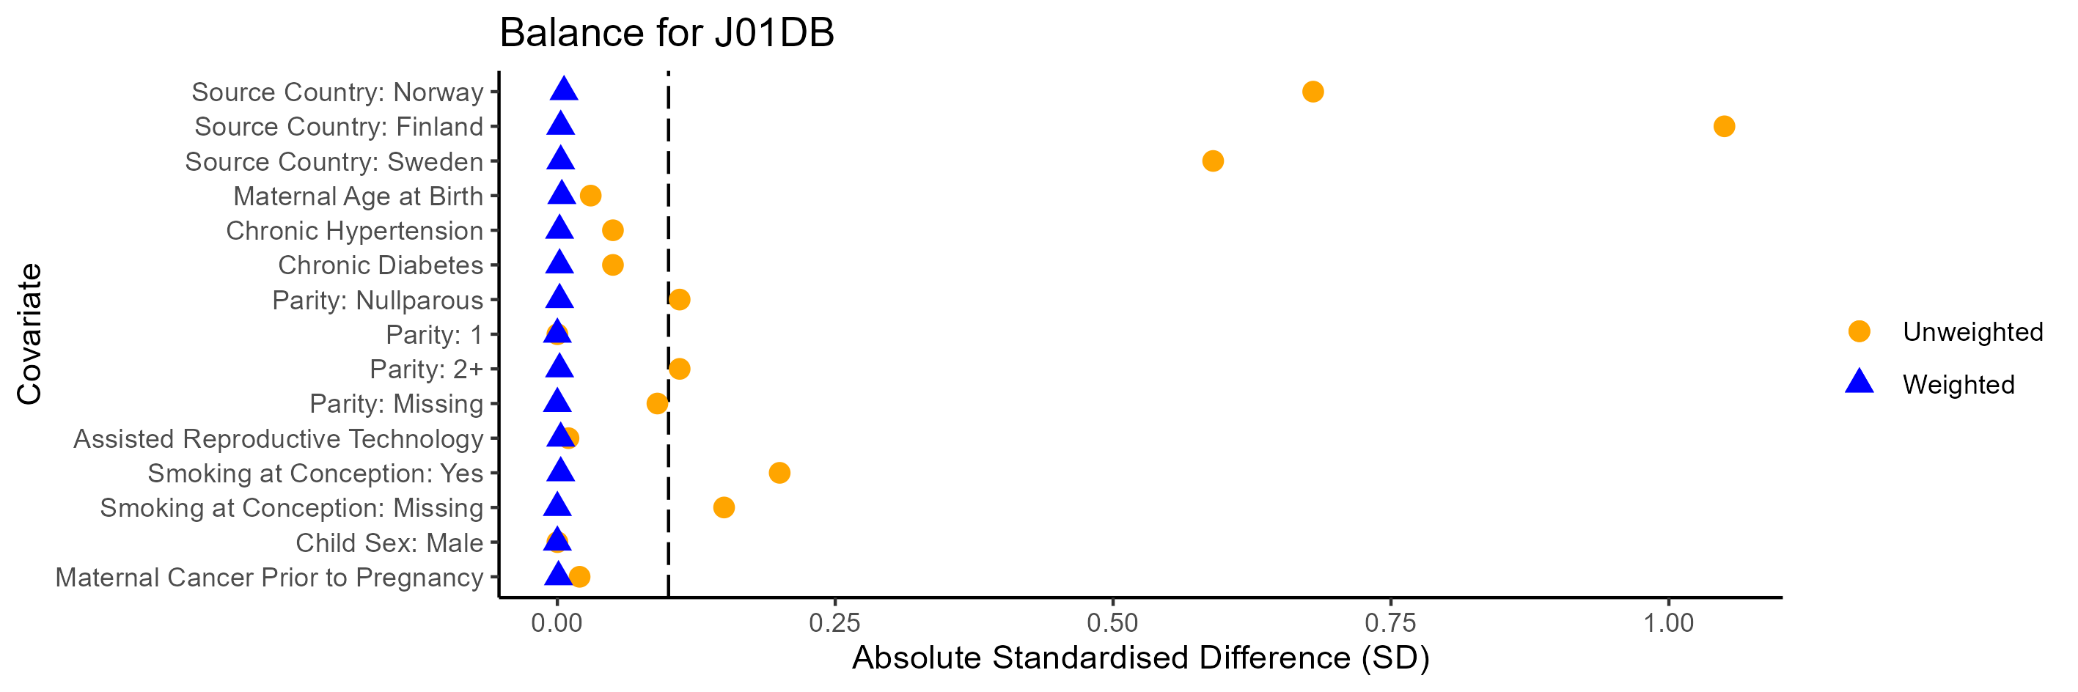 Balance for J01DB
Source Country: Norway
Source Country: Finland
Source Country: Sweden
Maternal Age at Birth
Chronic Hypertension
Chronic Diabetes
Parity: Nullparous
Parity: 1
Parity: 2+
Parity: Missing
Assisted Reproductive Technology
Smoking at Conception: Yes
Smoking at Conception: Missing
Child Sex: Male
Maternal Cancer Prior to Pregnancy
Covariate
0.00 0.25 0.50 0.75 1.00
Absolute Standardised Difference (SD)
Unweighted
Weighted